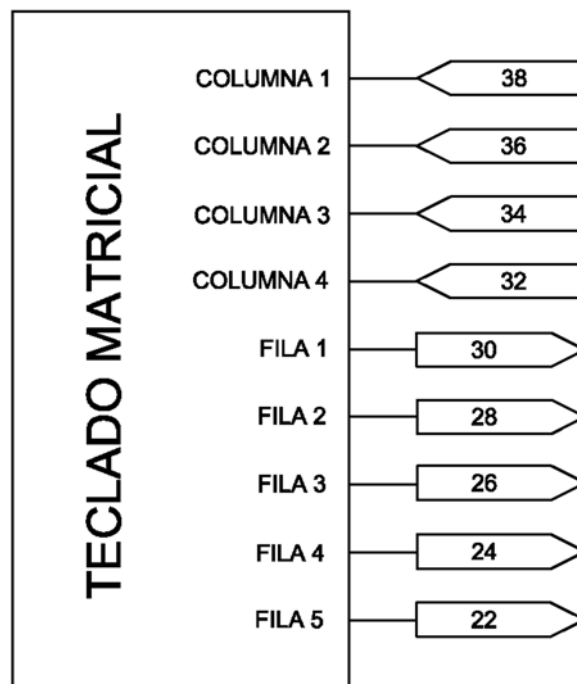 TECLADO MATRICIAL
COLUMNA 1 38
COLUMNA 2 36
COLUMNA 3 34
COLUMNA 4 32
FILA 1 30
FILA 2 28
FILA 3 26
FILA 4 24
FILA 5 22